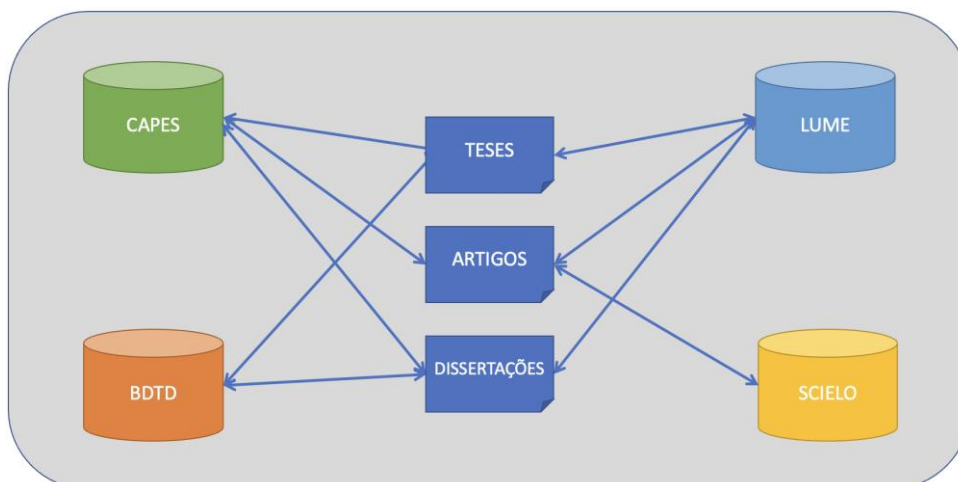 CAPES
LUME
TESES
ARTIGOS
DISSERTAÇÕES
BDTD
SCIELO